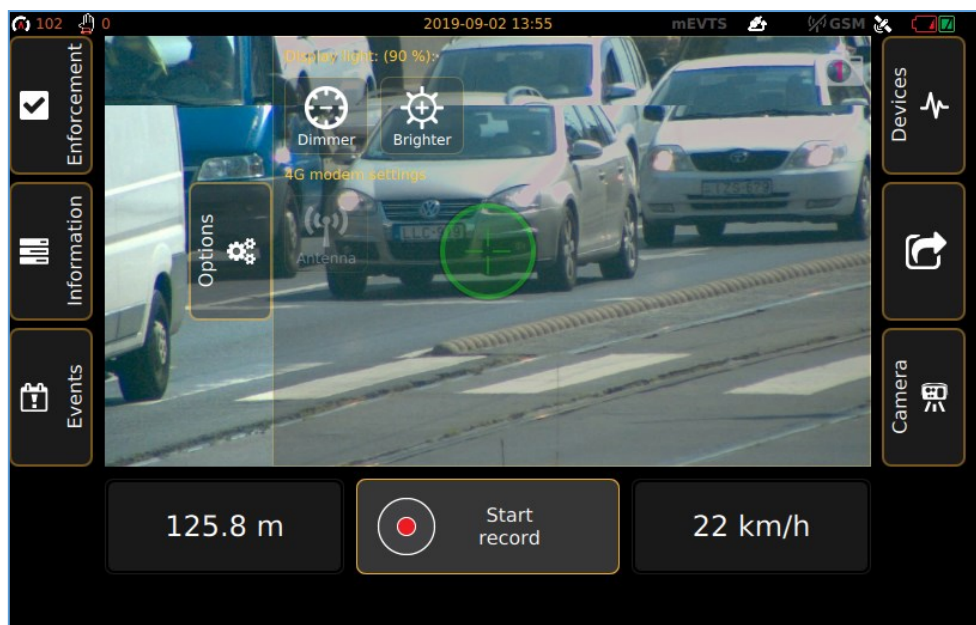 102
0
2019-09-02 13:55
mEVTS
GSM
Enforcement
Information
Events
Display light: (90 %):
Dimmer
Brighter
4G modem settings
Antenna
Options
Devices
Camera
125.8 m
Start
record
22 km/h